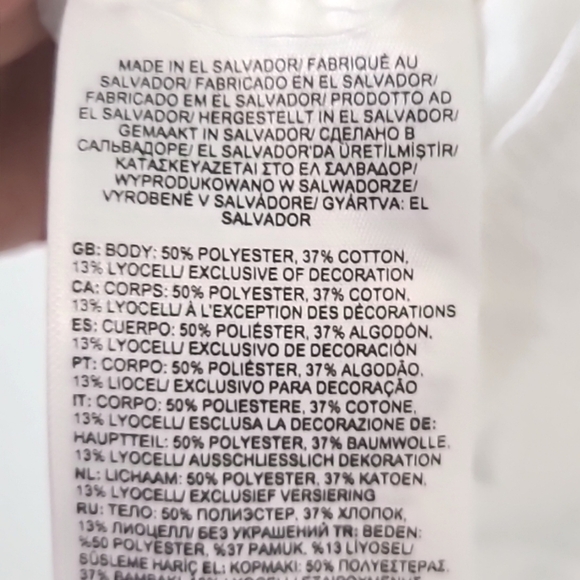 MADE IN EL SALVADOR/ FABRIQUÉ AU
SALVADOR/ FABRICADO EN EL SALVADOR/
FABRICADO EM EL SALVADOR/ PRODOTTO AD
EL SALVADOR/ HERGESTELLT IN EL SALVADOR/
GEMAAKT IN SALVADOR/ СДЕЛАНО В
САЛЬВАДОРЕ/ EL SALVADOR'DA ÜRETİLMİŞTİR/
ΚΑΤΑΣΚΕΥΑΖΕΤΑΙ ΣΤΟ ΕΛ ΣΑΛΒΑΔΟΡ/
WYPRODUKOWANO W SALWADORZE/
VYROBENÉ V SALVÁDORE/ GYÁRTVA: EL
SALVADOR
GB: BODY: 50% POLYESTER, 37% COTTON,
13% LYOCELL/ EXCLUSIVE OF DECORATION
CA: CORPS: 50% POLYESTER, 37% COTON,
13% LYOCELL/ À L'EXCEPTION DES DÉCORATIONS
ES: CUERPO: 50% POLIÉSTER, 37% ALGODÓN,
13% LYOCELL/ EXCLUSIVO DE DECORACIÓN
PT: CORPO: 50% POLIÉSTER, 37% ALGODÃO,
13% LIOCEL/ EXCLUSIVO PARA DECORAÇÃO
IT: CORPO: 50% POLIESTERE, 37% COTONE,
13% LYOCELL/ ESCLUSA LA DECORAZIONE DE:
HAUPTTEIL: 50% POLYESTER, 37% BAUMWOLLE,
13% LYOCELL/ AUSSCHLIESSLICH DEKORATION
NL: LICHAAM: 50% POLYESTER, 37% KATOEN,
13% LYOCELL/ EXCLUSIEF VERSIERING
RU: ТЕЛО: 50% ПОЛИЭСТЕР, 37% ХЛОПОК,
13% ЛИОЦЕЛЛ/ БЕЗ УКРАШЕНИЙ TR: BEDEN:
%50 POLYESTER, %37 PAMUK, %13 LİYOSEL/
SÜSLEME HARİÇ EL: ΚΟΡΜΑΚΙ: 50% ΠΟΛΥΕΣΤΕΡΑΣ,
37%